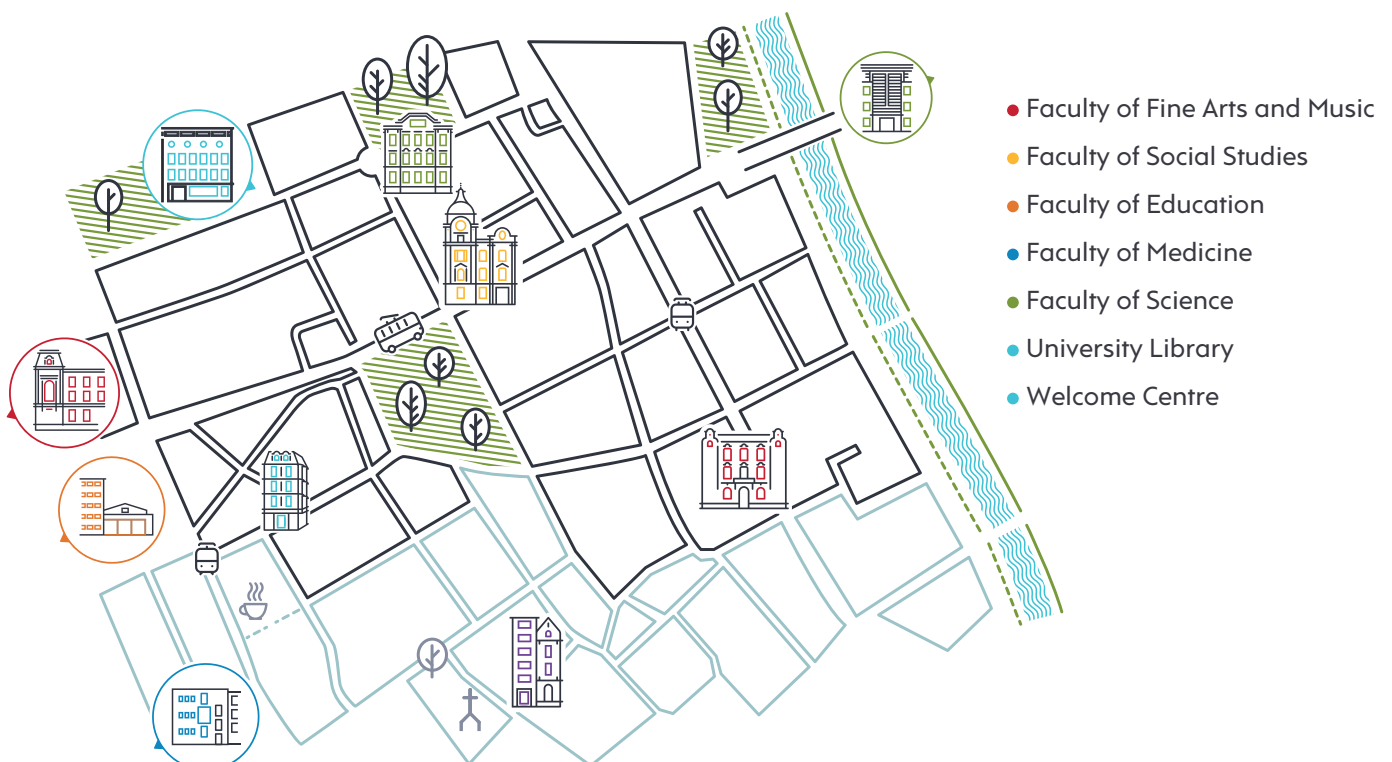 Faculty of Fine Arts and Music
Faculty of Social Studies
Faculty of Education
Faculty of Medicine
Faculty of Science
University Library
Welcome Centre